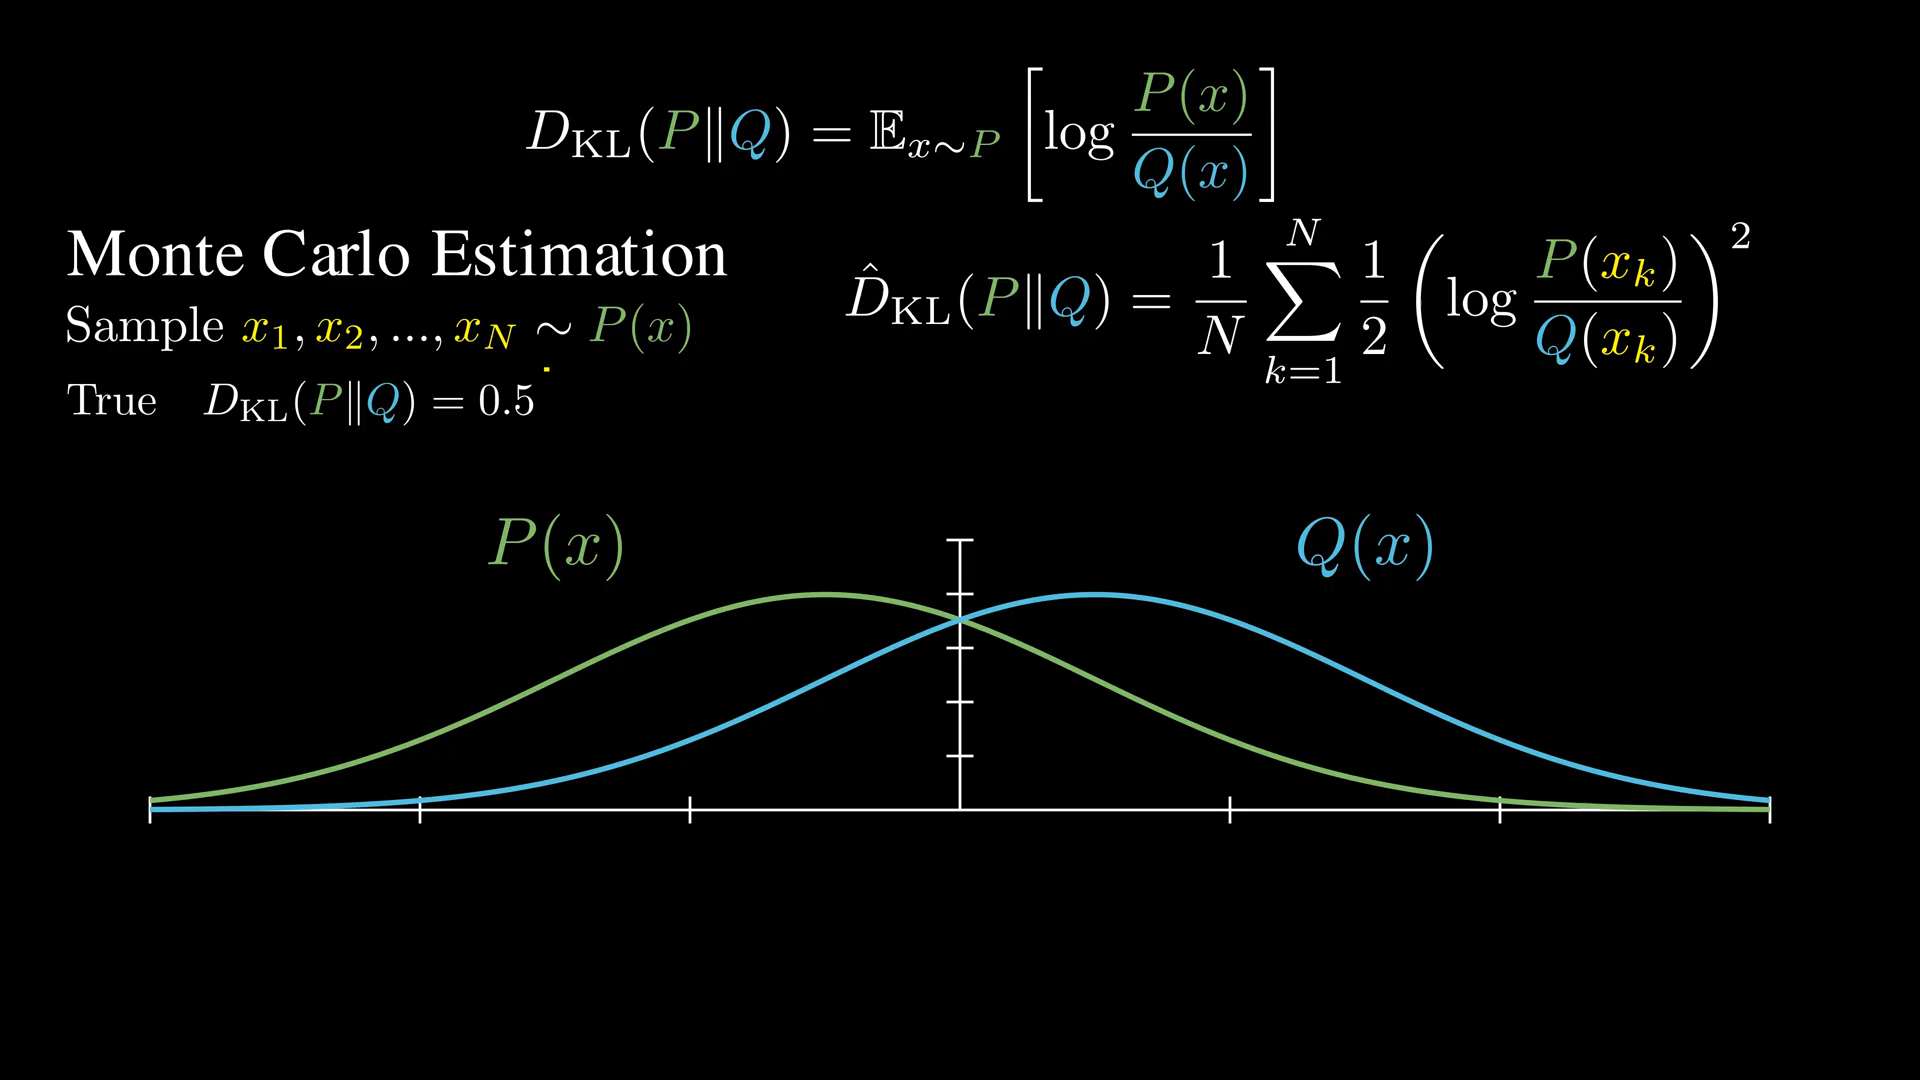 D_KL(P‖Q) = 𝔼_{x∼P} [log P(x)/Q(x)]
Monte Carlo Estimation
Sample x_1, x_2, ..., x_N ∼ P(x)
True D_KL(P‖Q) = 0.5
D̂_KL(P‖Q) = 1/N ∑_{k=1}^{N} 1/2 (log P(x_k)/Q(x_k))^2
P(x)
Q(x)